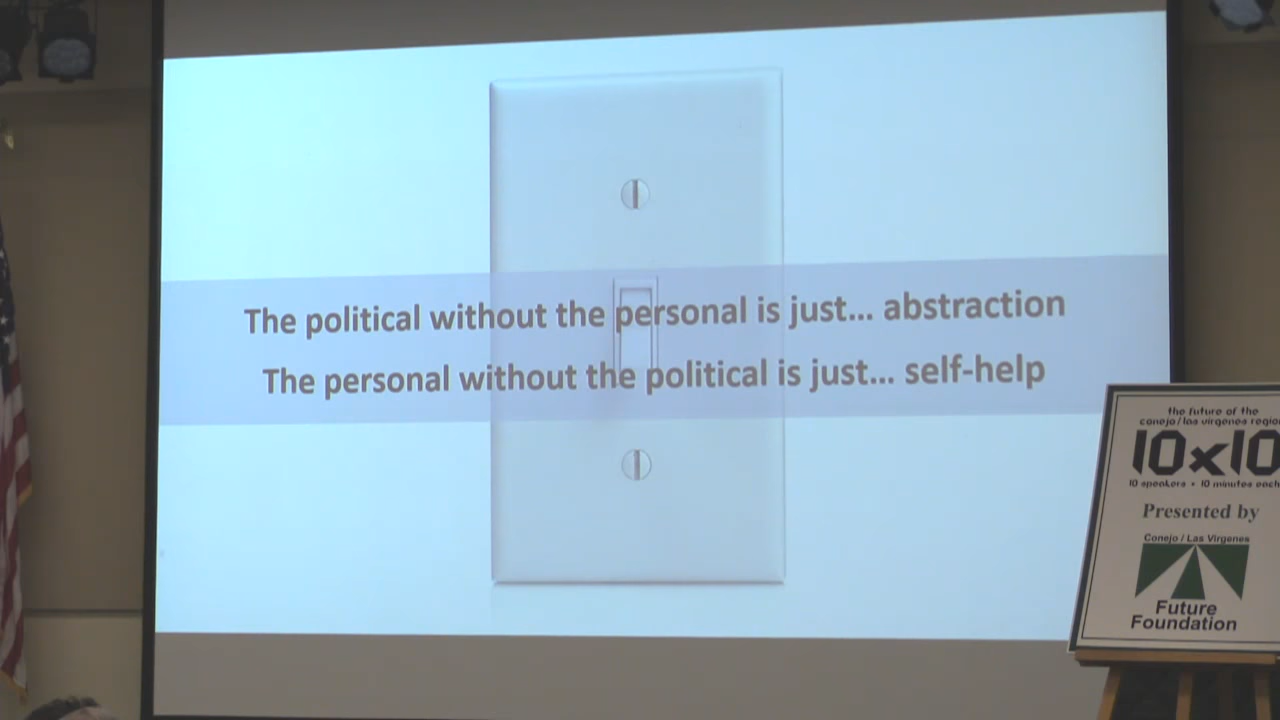 The political without the personal is just... abstraction
The personal without the political is just... self-help
the future of the
conejo/las virgenes regio
10x10
10 speakers • 10 minutes each
Presented by
Conejo / Las Virgenes
Future
Foundation